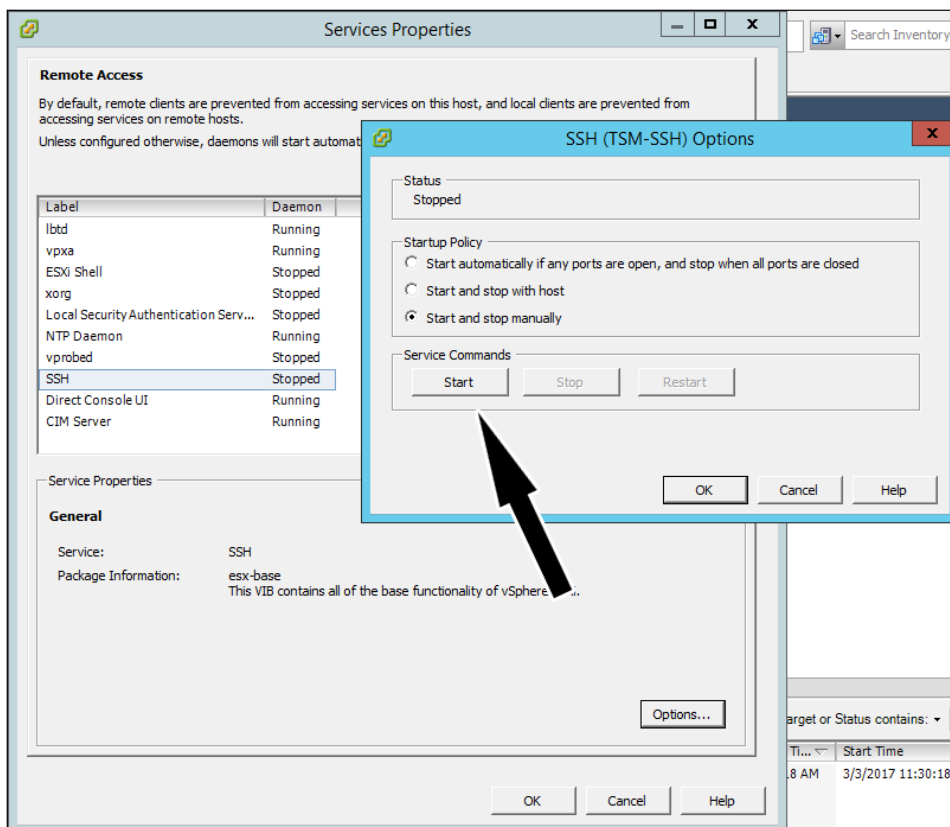 Services Properties
Search Inventory
Remote Access
By default, remote clients are prevented from accessing services on this host, and local clients are prevented from
accessing services on remote hosts.
Unless configured otherwise, daemons will start automat
Label Daemon
lbtd Running
vpxa Running
ESXi Shell Stopped
xorg Stopped
Local Security Authentication Serv... Stopped
NTP Daemon Running
vprobed Stopped
SSH Stopped
Direct Console UI Running
CIM Server Running
SSH (TSM-SSH) Options
Status
Stopped
Startup Policy
Start automatically if any ports are open, and stop when all ports are closed
Start and stop with host
Start and stop manually
Service Commands
Start Stop Restart
OK Cancel Help
Service Properties
General
Service: SSH
Package Information: esx-base
This VIB contains all of the base functionality of vSphere
Options...
OK Cancel Help
arget or Status contains:
Ti... Start Time
.8 AM 3/3/2017 11:30:18